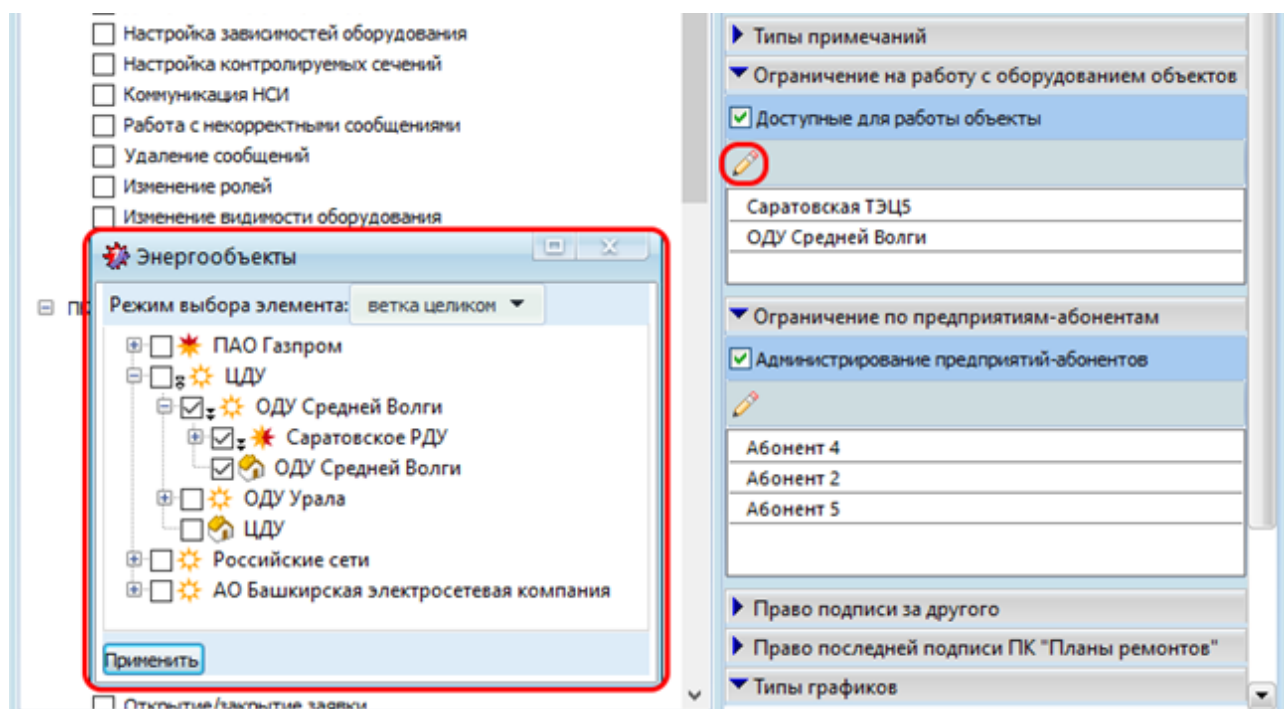 Настройка зависимостей оборудования
Настройка контролируемых сечений
Коммуникация НСИ
Работа с некорректными сообщениями
Удаление сообщений
Изменение ролей
Изменение видимости оборудования
Энергообъекты
Режим выбора элемента: ветка целиком
ПАО Газпром
ЦДУ
ОДУ Средней Волги
Саратовское РДУ
ОДУ Средней Волги
ОДУ Урала
ЦДУ
Российские сети
АО Башкирская электросетевая компания
Применить
Открытие/закрытие заявки
Типы примечаний
Ограничение на работу с оборудованием объектов
Доступные для работы объекты
Саратовская ТЭЦ5
ОДУ Средней Волги
Ограничение по предприятиям-абонентам
Администрирование предприятий-абонентов
Абонент 4
Абонент 2
Абонент 5
Право подписи за другого
Право последней подписи ПК "Планы ремонтов"
Типы графиков